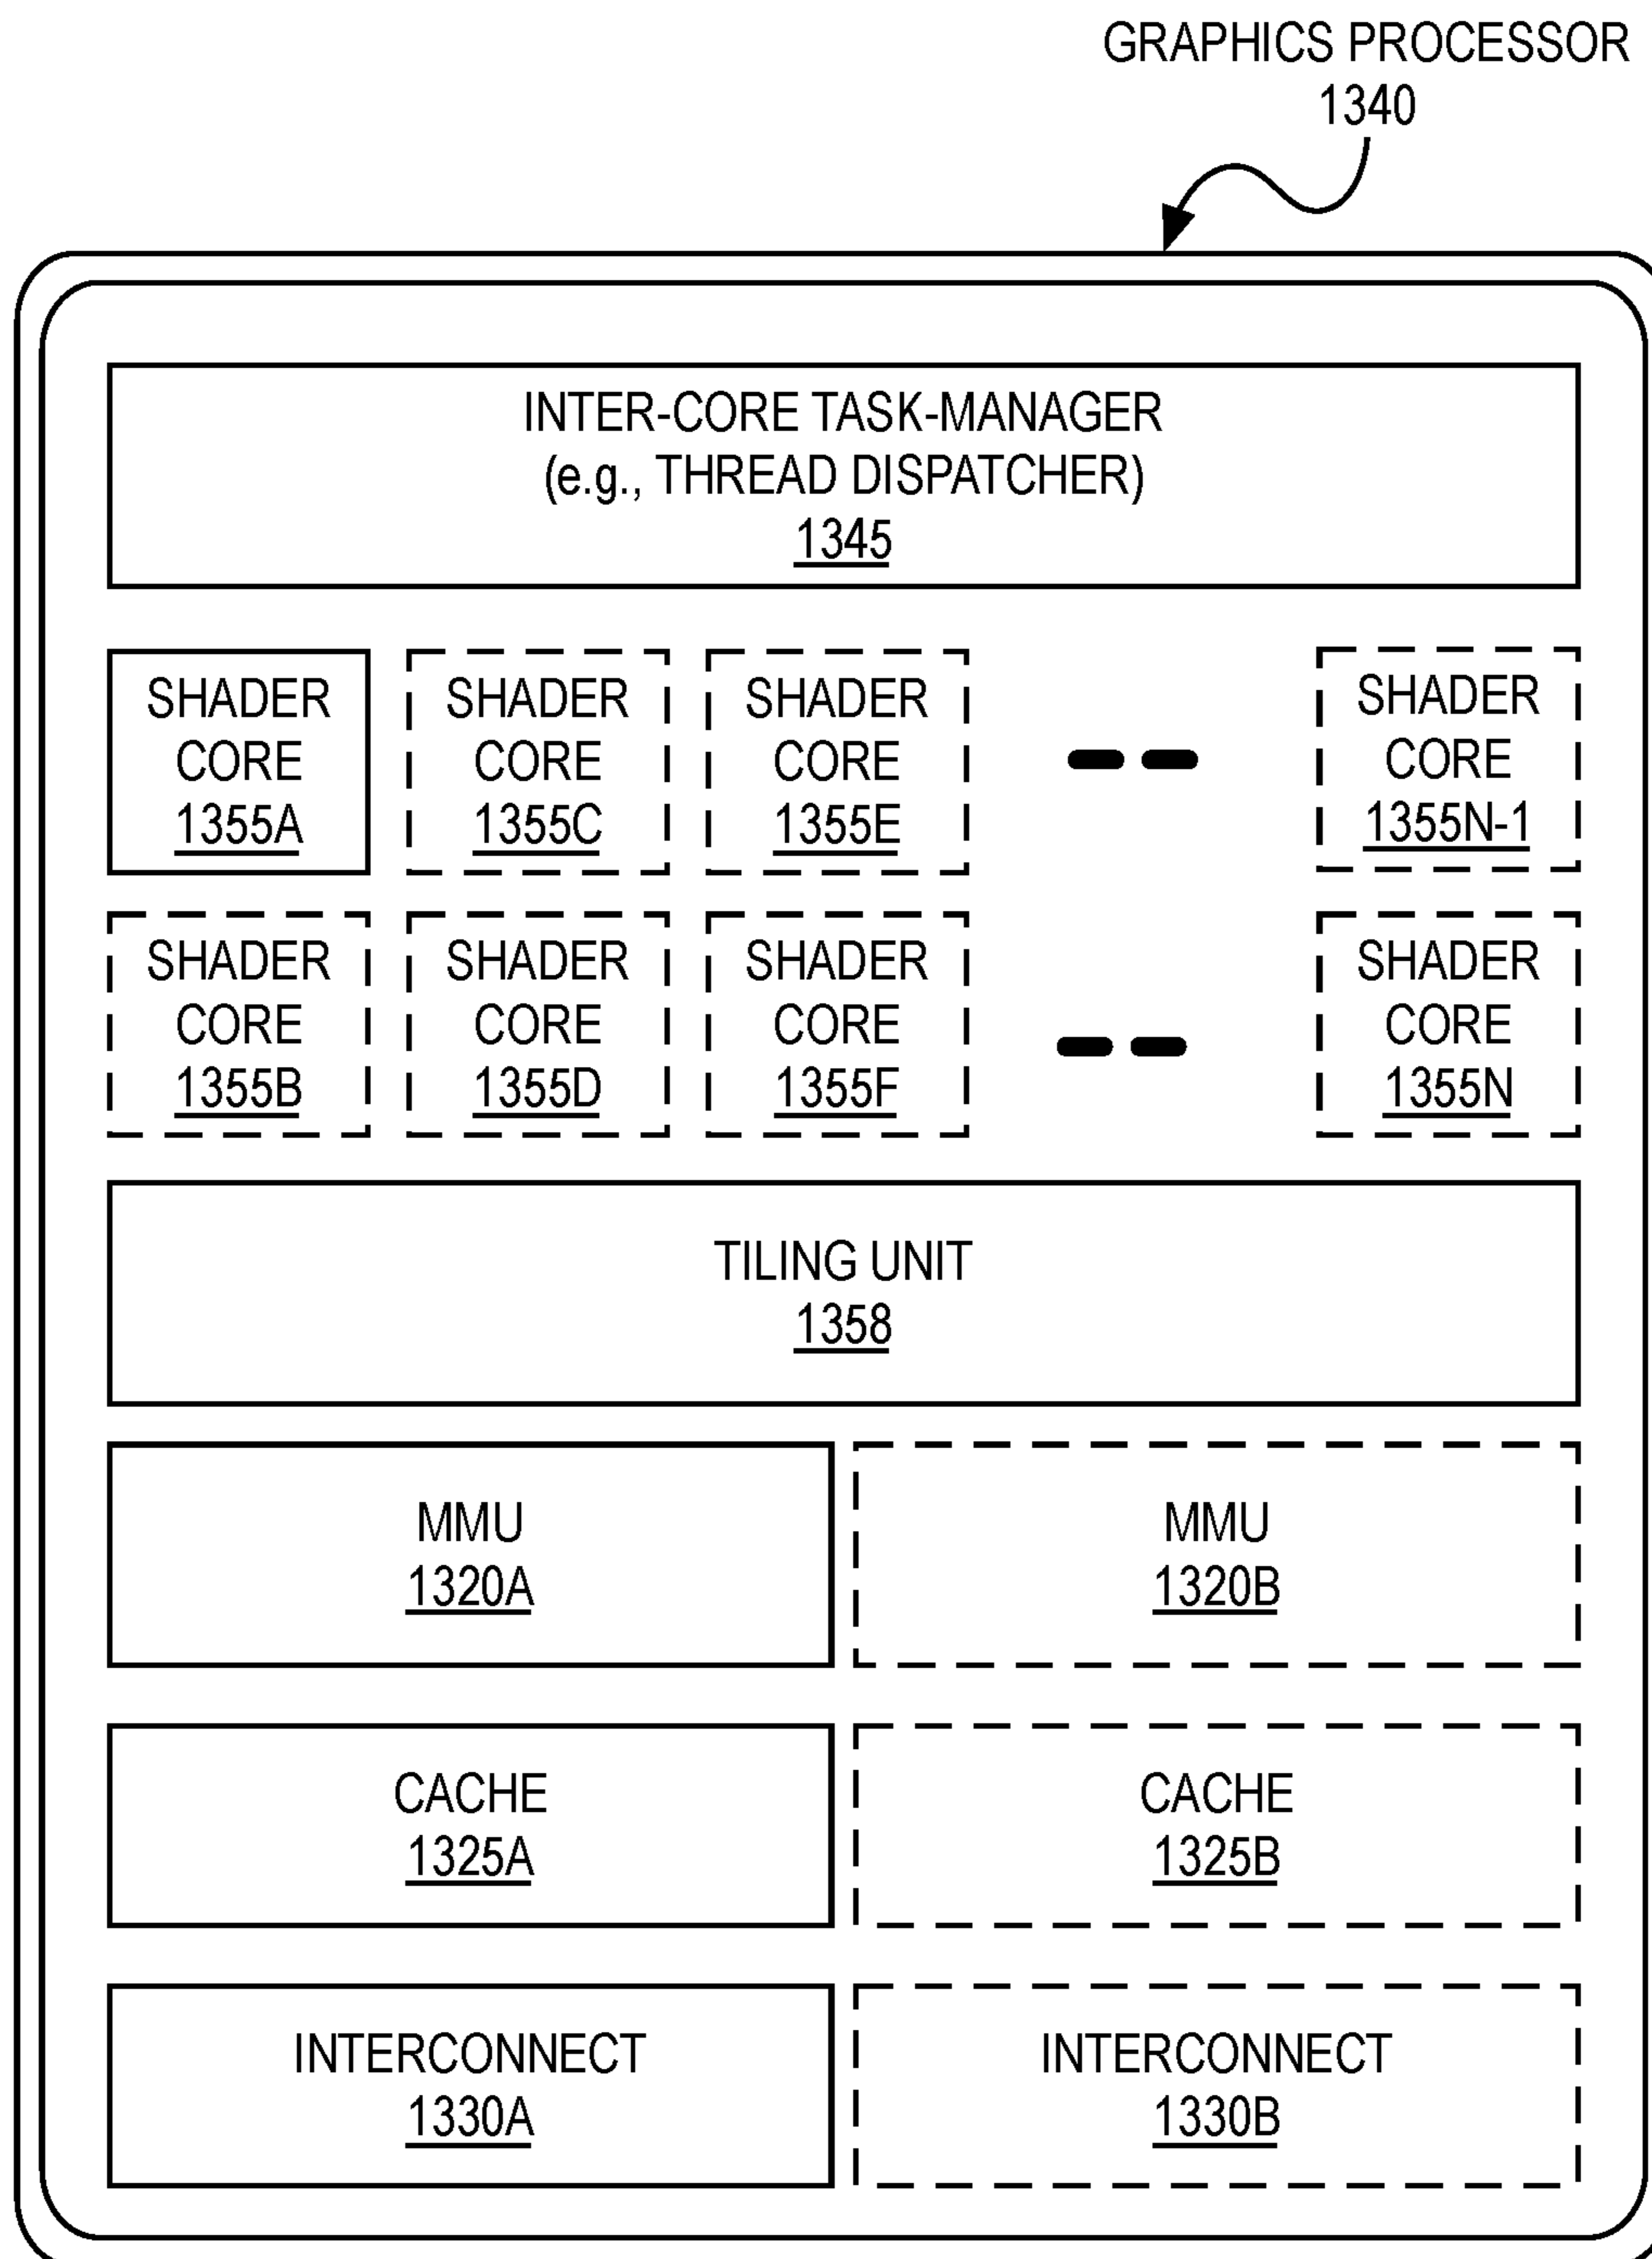 GRAPHICS PROCESSOR
1340
INTER-CORE TASK-MANAGER
(e.g., THREAD DISPATCHER)
1345
SHADER
CORE
1355A
SHADER
CORE
1355C
SHADER
CORE
1355E
SHADER
CORE
1355N-1
SHADER
CORE
1355B
SHADER
CORE
1355D
SHADER
CORE
1355F
SHADER
CORE
1355N
TILING UNIT
1358
MMU
1320A
MMU
1320B
CACHE
1325A
CACHE
1325B
INTERCONNECT
1330A
INTERCONNECT
1330B